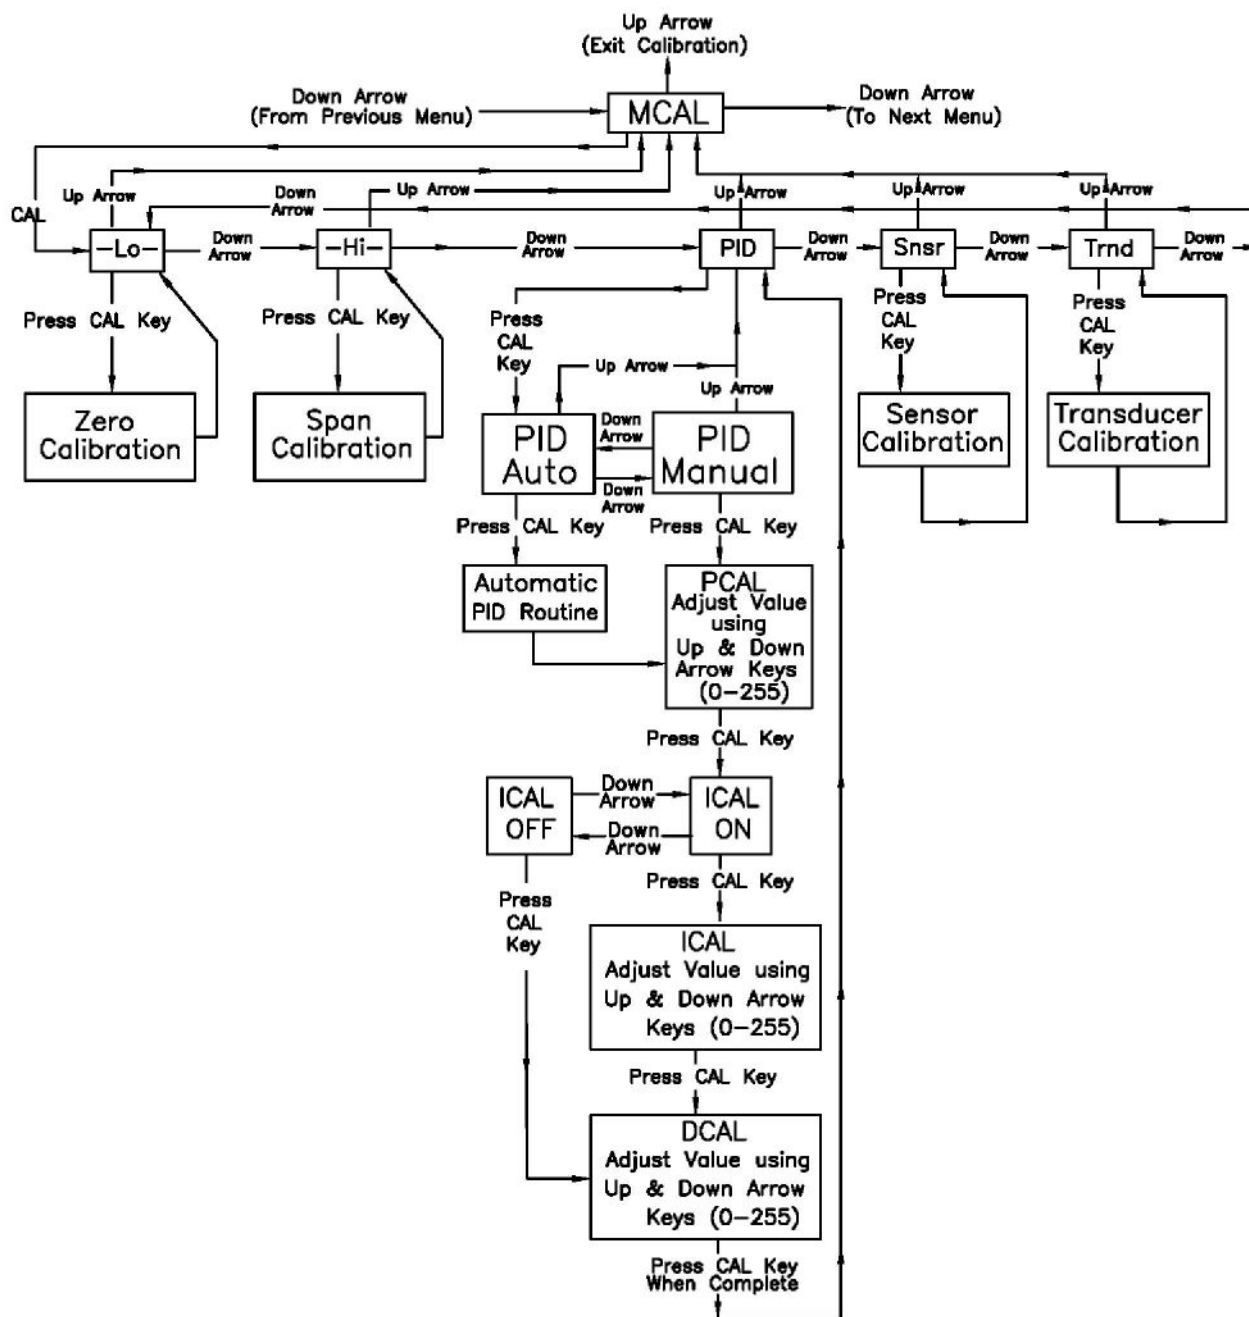 Up Arrow
(Exit Calibration)
Down Arrow
(From Previous Menu)
MCAL
Down Arrow
(To Next Menu)
CAL
Up Arrow
Down
Arrow
Up Arrow
Up Arrow
Up Arrow
Up Arrow
-Lo-
Down
Arrow
-Hi-
Down
Arrow
PID
Down
Arrow
Snsr
Down
Arrow
Trnd
Down
Arrow
Press CAL Key
Press CAL Key
Press
CAL
Key
Press
CAL
Key
Press
CAL
Key
Up Arrow
Up Arrow
Zero
Calibration
Span
Calibration
PID
Auto
Down
Arrow
Down
Arrow
PID
Manual
Sensor
Calibration
Transducer
Calibration
Press CAL Key
Press CAL Key
Automatic
PID Routine
PCAL
Adjust Value
using
Up & Down
Arrow Keys
(0-255)
Press CAL Key
ICAL
OFF
Down
Arrow
Down
Arrow
ICAL
ON
Press
CAL
Key
Press CAL Key
ICAL
Adjust Value using
Up & Down Arrow
Keys (0-255)
Press CAL Key
DCAL
Adjust Value using
Up & Down Arrow
Keys (0-255)
Press CAL Key
When Complete